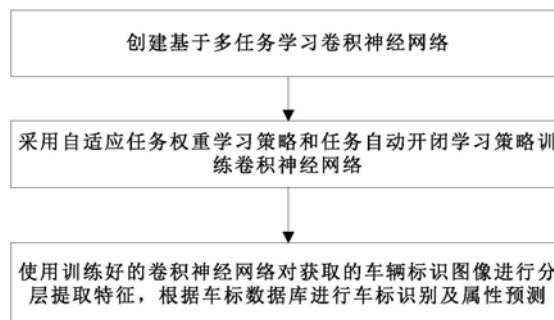 创建基于多任务学习卷积神经网络
采用自适应任务权重学习策略和任务自动开闭学习策略训
练卷积神经网络
使用训练好的卷积神经网络对获取的车辆标识图像进行分
层提取特征，根据车标数据库进行车标识别及属性预测